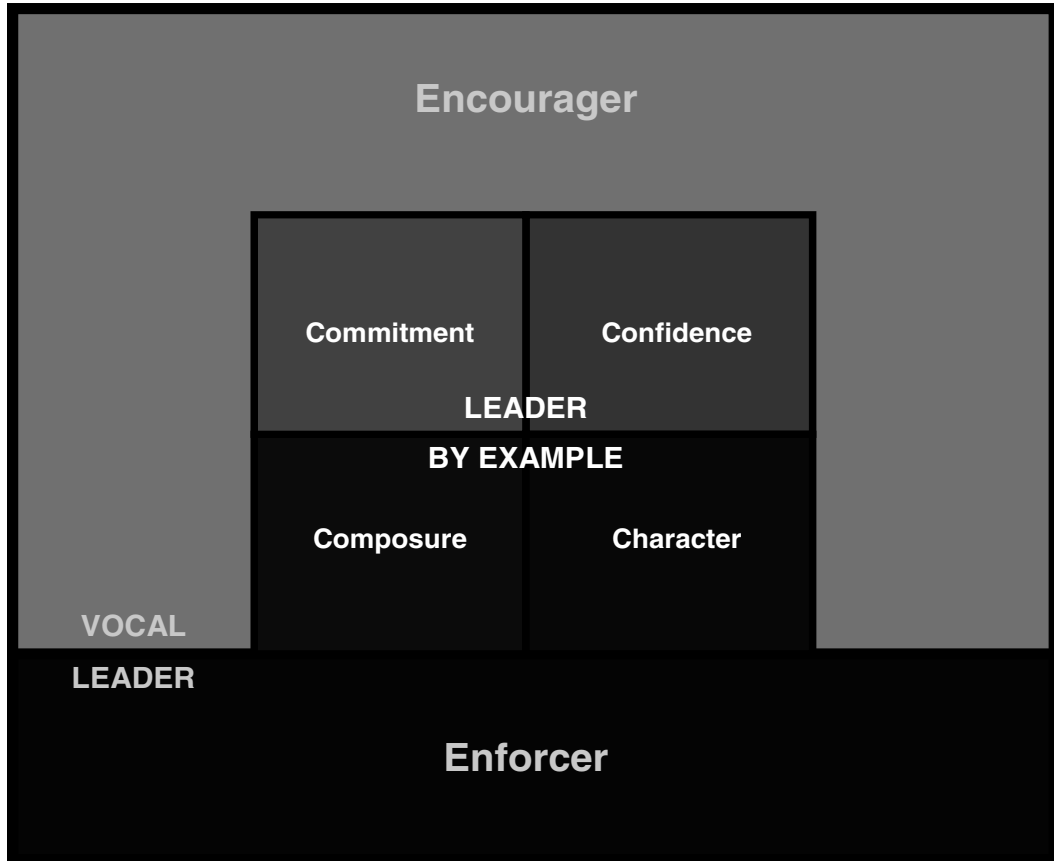 Encourager
Commitment Confidence
LEADER
BY EXAMPLE
Composure Character
VOCAL
LEADER
Enforcer